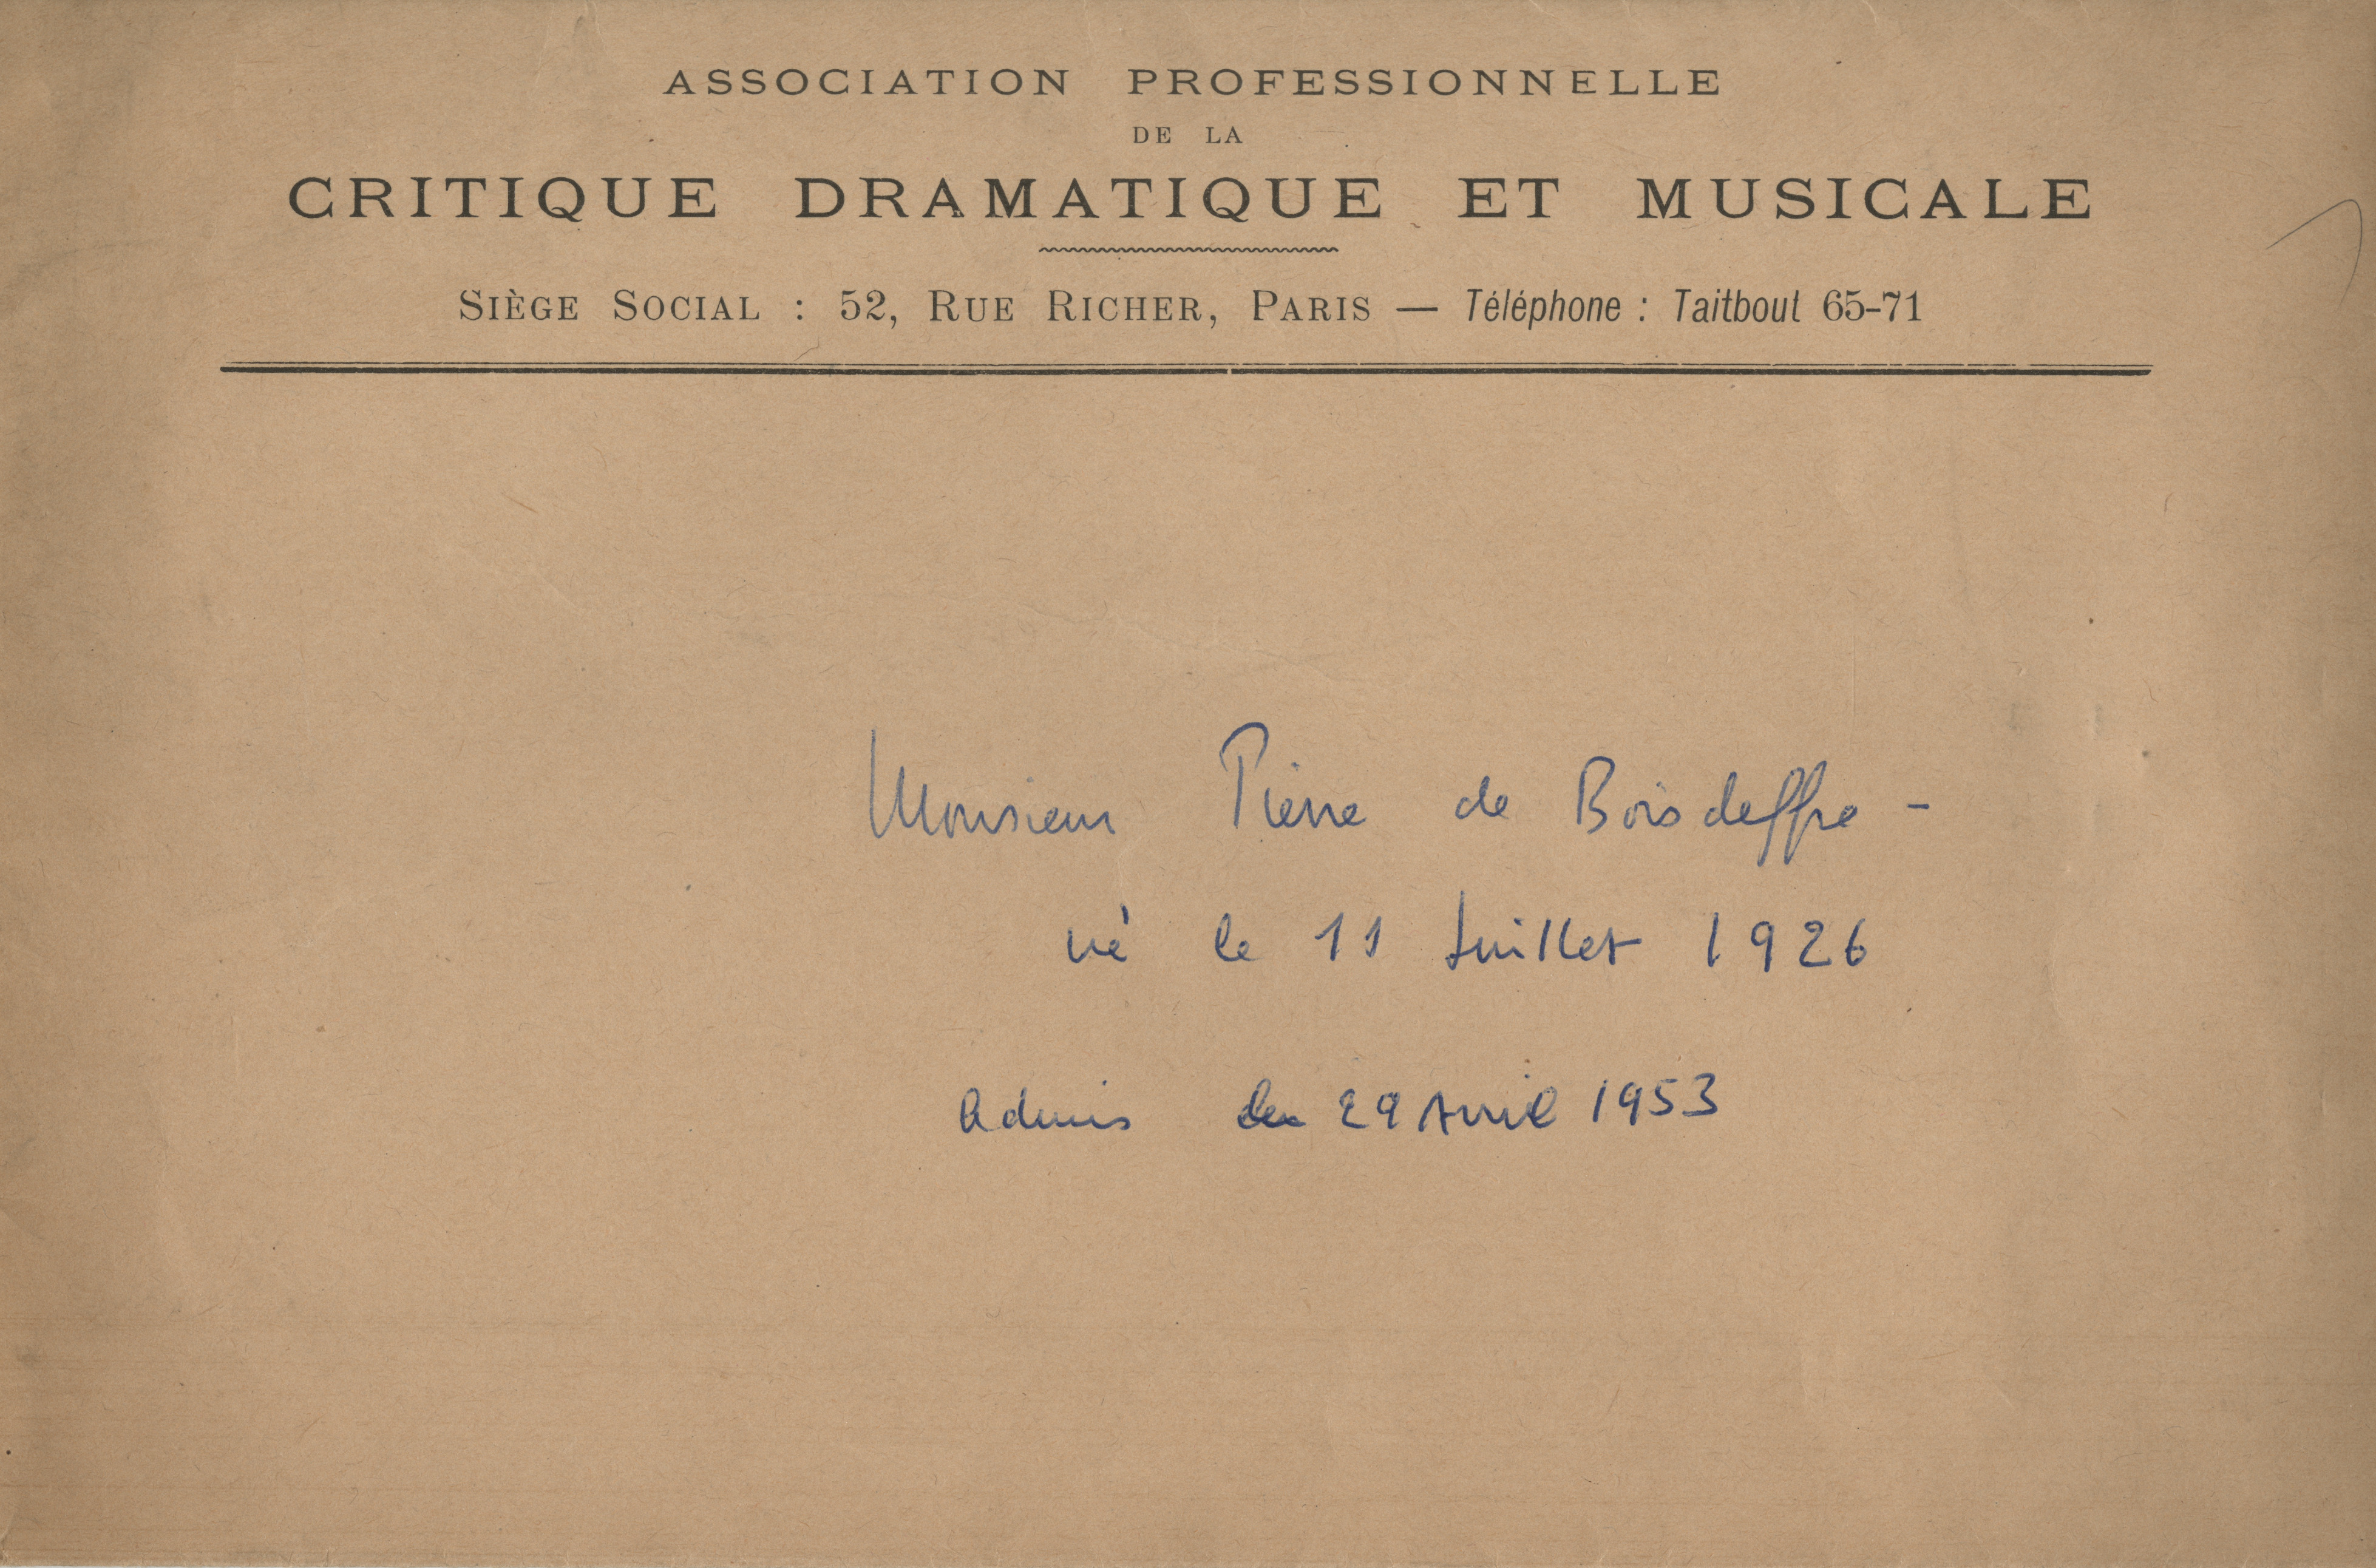 ASSOCIATION PROFESSIONNELLE
DE LA
CRITIQUE DRAMATIQUE ET MUSICALE
SIÈGE SOCIAL : 52, RUE RICHER, PARIS — Téléphone : Taitbout 65-71
Monsieur Pierre de Boisdeffre -
né le 11 Juillet 1926
Admis le 29 Avril 1953